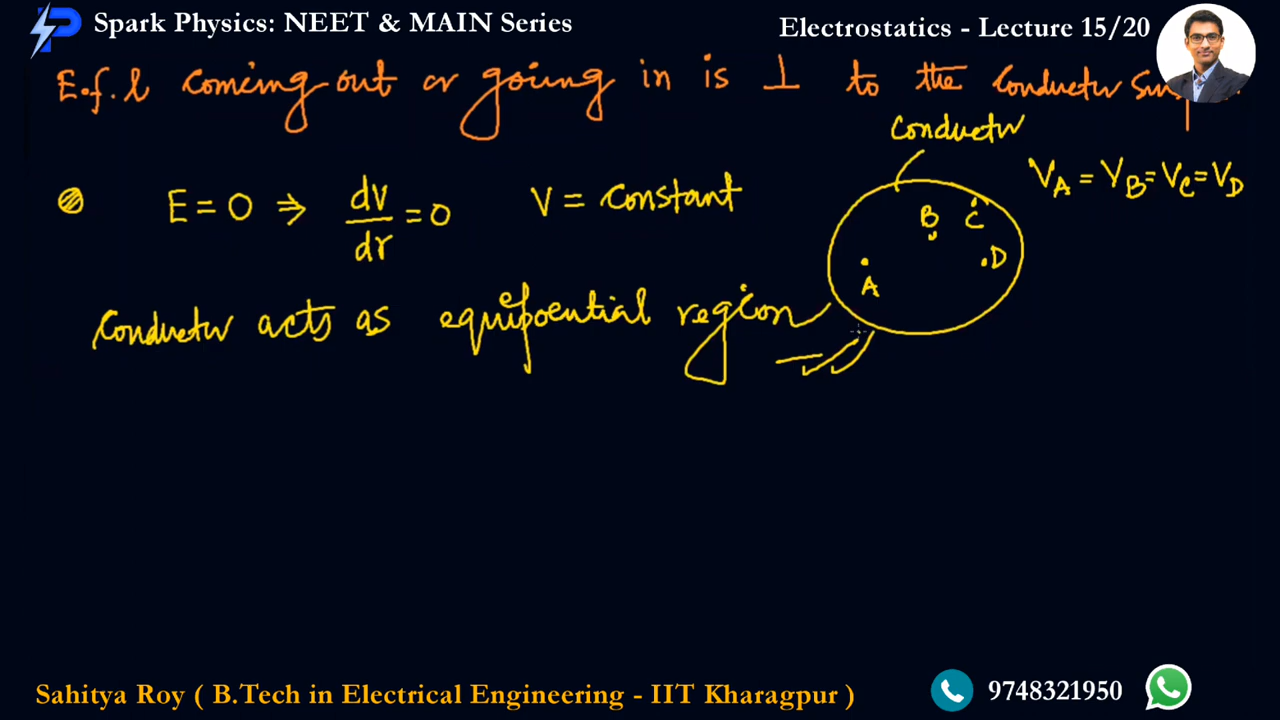 Spark Physics: NEET & MAIN Series
Electrostatics - Lecture 15/20
E.f.l coming out or going in is ⊥ to the conductor
conductor
E = 0 ⇒ dv/dr = 0 V = constant
V_A = V_B = V_C = V_D
B C
A D
conductor acts as equipoential region
Sahitya Roy ( B.Tech in Electrical Engineering - IIT Kharagpur )
9748321950